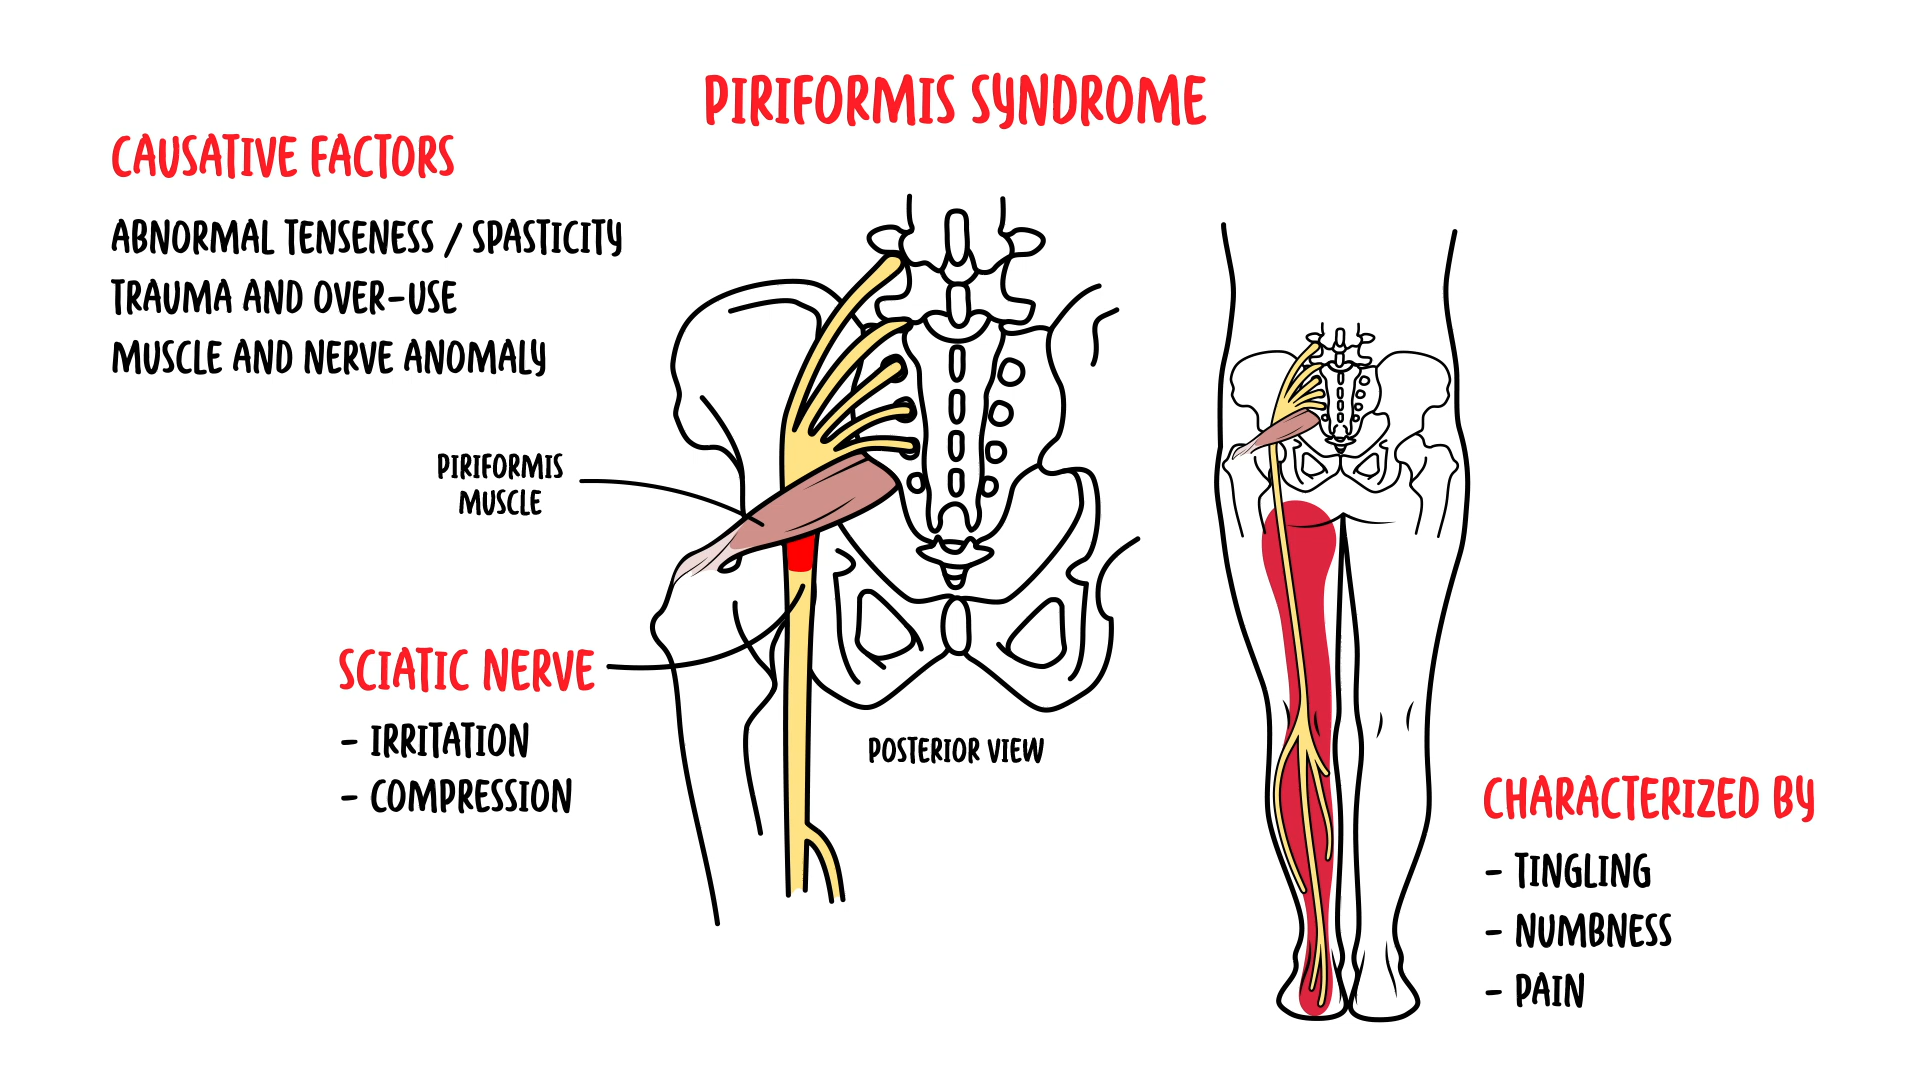 PIRIFORMIS SYNDROME
CAUSATIVE FACTORS
ABNORMAL TENSENESS / SPASTICITY
TRAUMA AND OVER-USE
MUSCLE AND NERVE ANOMALY
PIRIFORMIS
MUSCLE
SCIATIC NERVE
- IRRITATION
- COMPRESSION
POSTERIOR VIEW
CHARACTERIZED BY
- TINGLING
- NUMBNESS
- PAIN